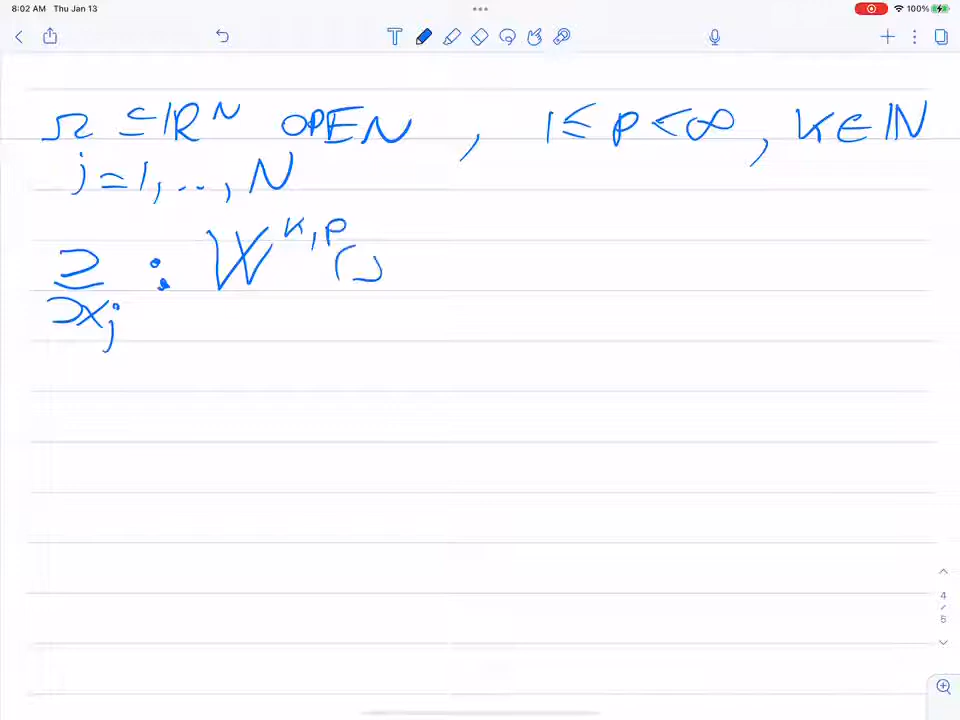 8:02 AM Thu Jan 13
100%
Ω ⊆ ℝ^N OPEN , 1 ≤ p < ∞, K ∈ ℕ
j = 1, ..., N
∂/∂x_j : W^{K,P}(
4
/
5